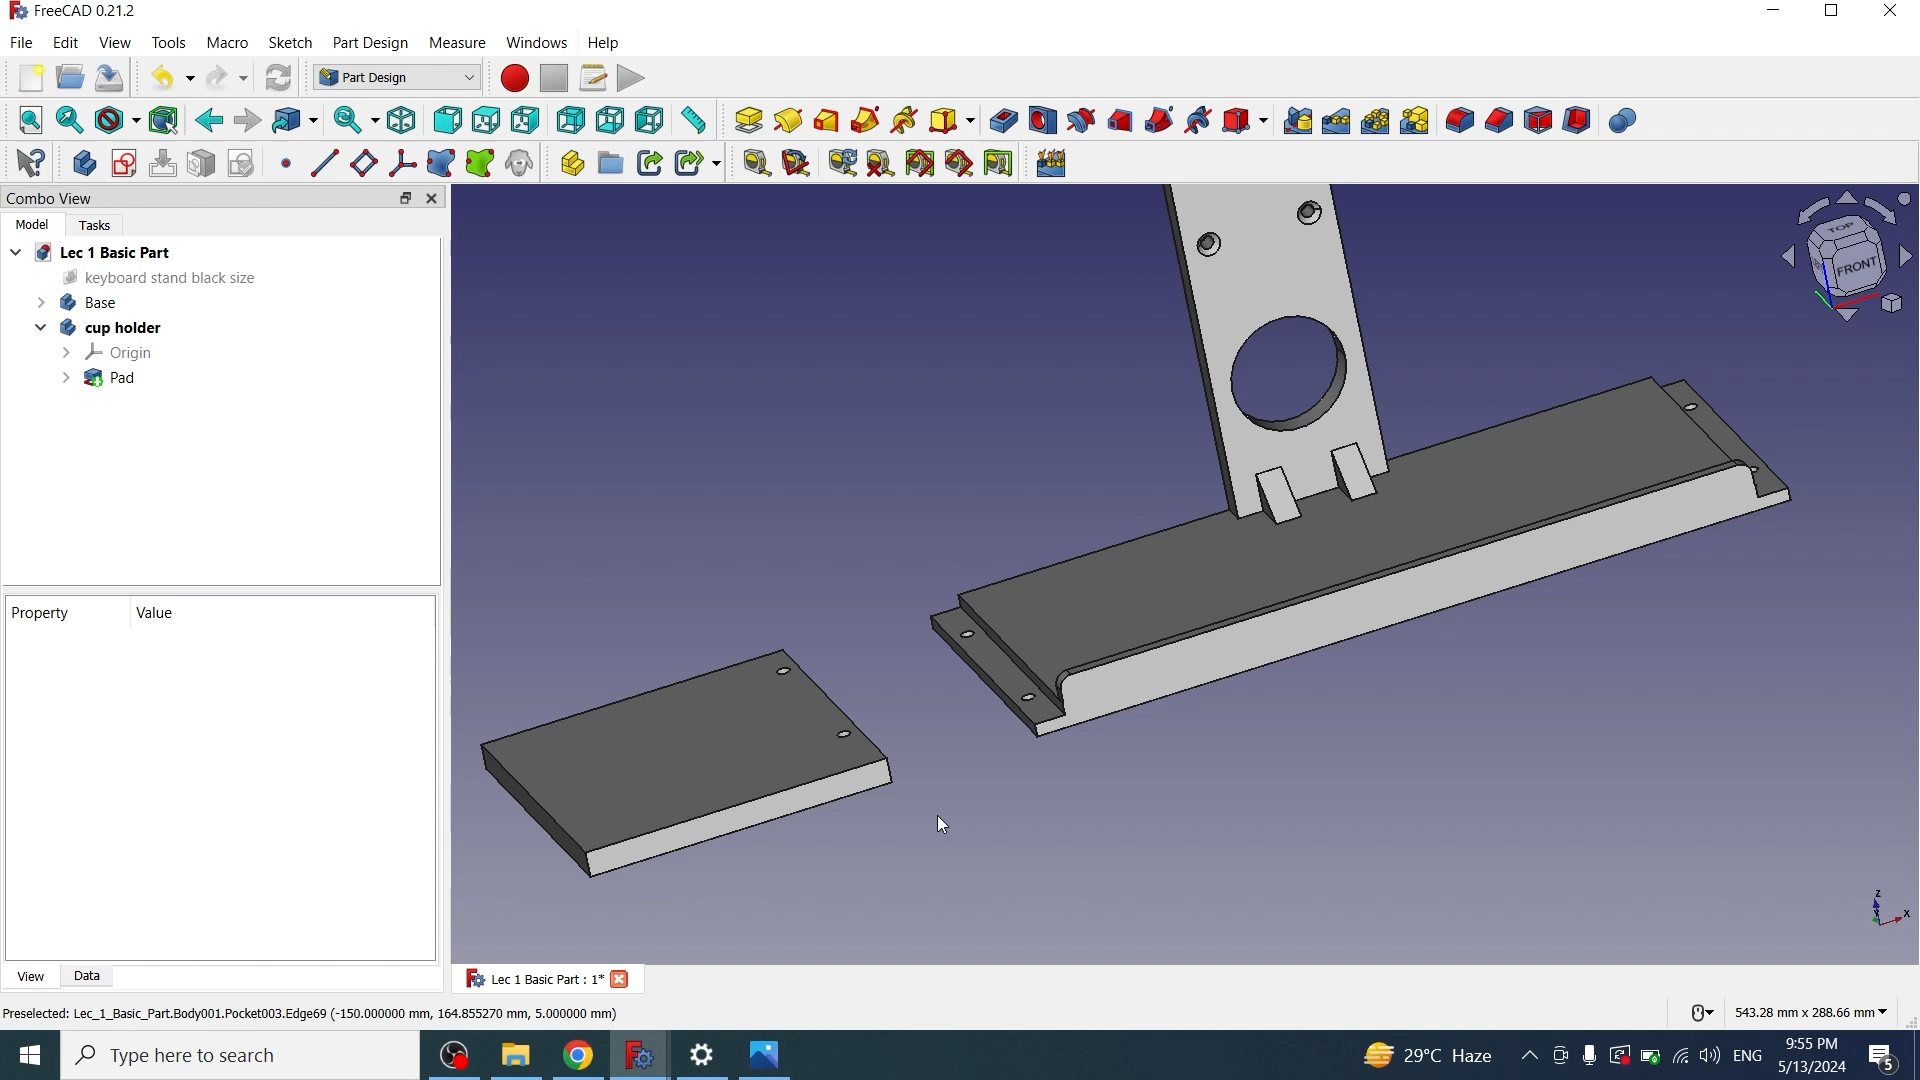 FreeCAD 0.21.2
File Edit View Tools Macro Sketch Part Design Measure Windows Help
Part Design
Combo View
Model Tasks
Lec 1 Basic Part
keyboard stand black size
Base
cup holder
Origin
Pad
Property Value
View Data
TOP
FRONT
Z
X
Lec 1 Basic Part : 1*
Preselected: Lec_1_Basic_Part.Body001.Pocket003.Edge69 (-150.000000 mm, 164.855270 mm, 5.000000 mm)
543.28 mm x 288.66 mm
Type here to search
29°C Haze
ENG
9:55 PM
5/13/2024
5